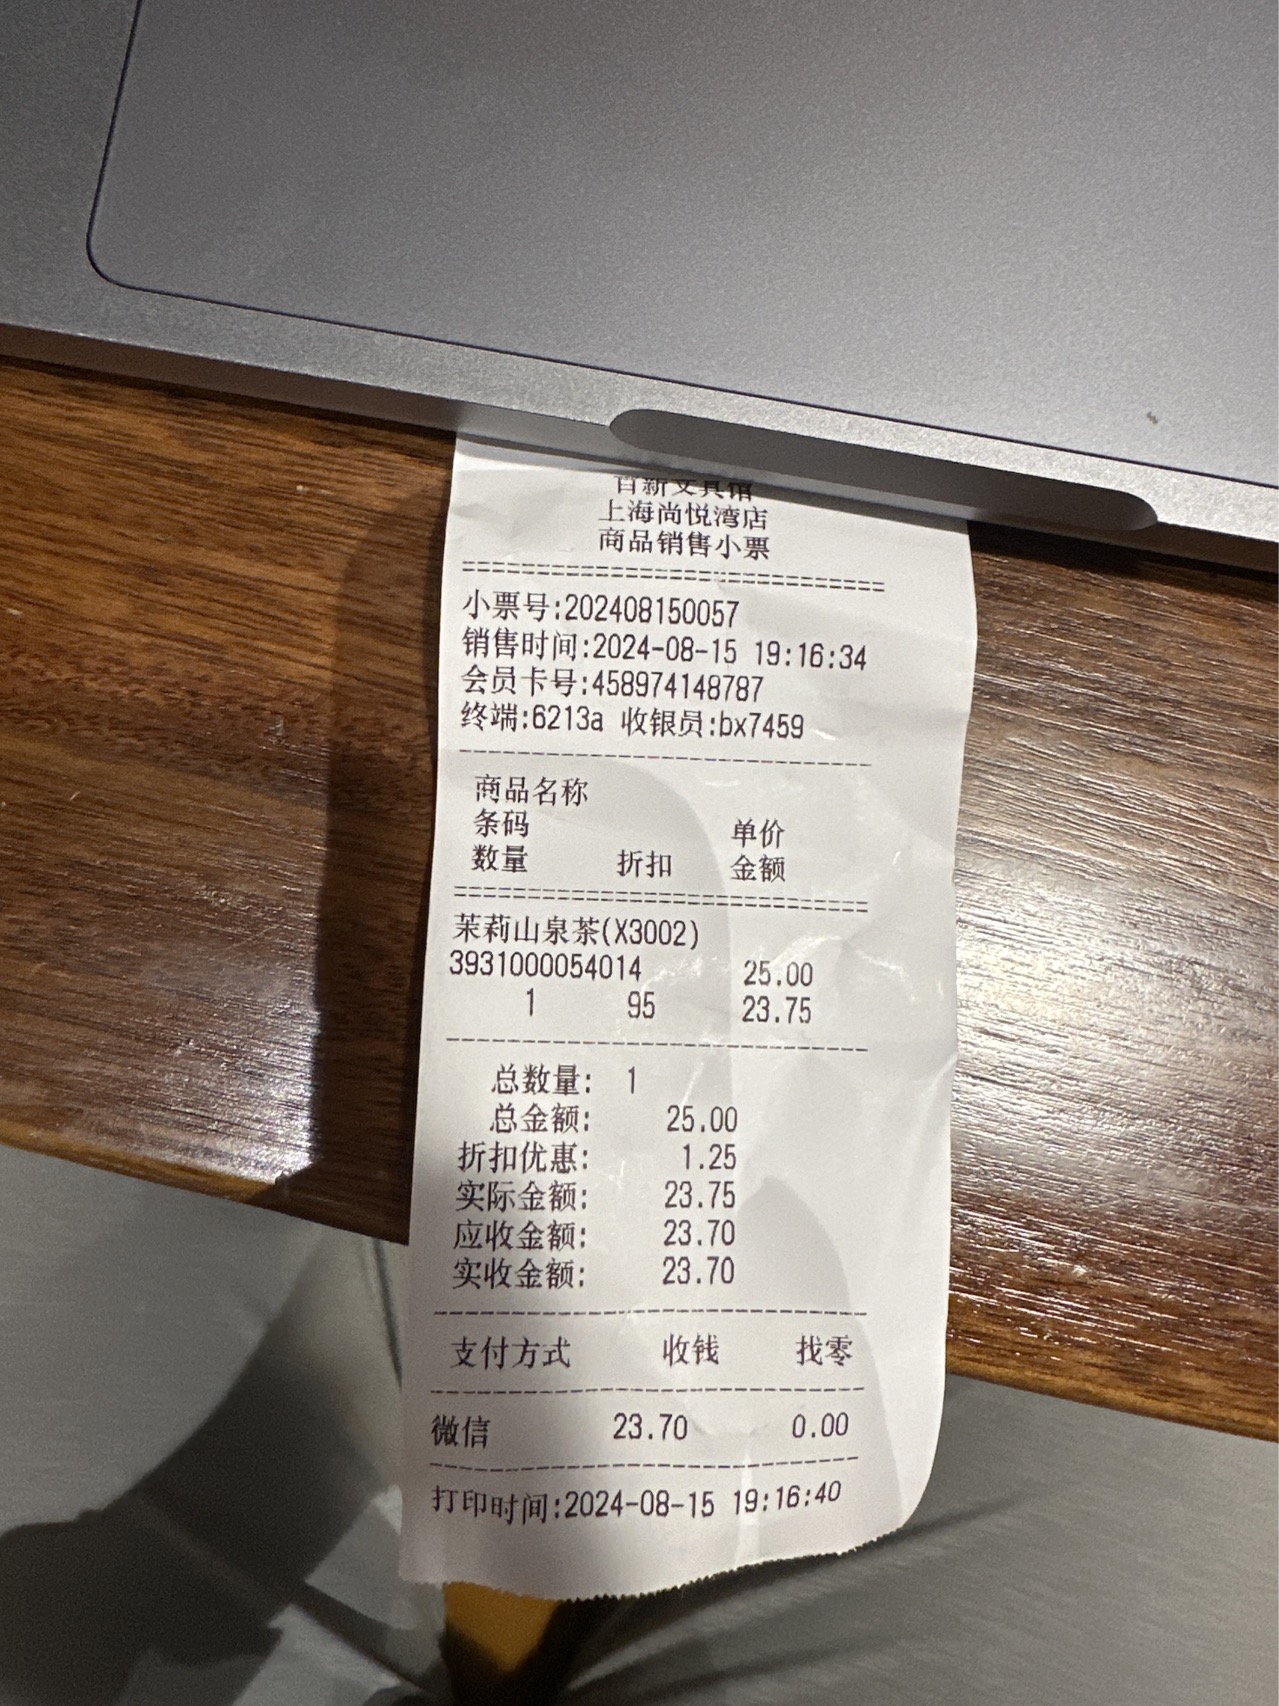 百新文具馆
上海尚悦湾店
商品销售小票
============================
小票号:202408150057
销售时间:2024-08-15 19:16:34
会员卡号:458974148787
终端:6213a 收银员:bx7459
----------------------------
商品名称
条码 单价
数量 折扣 金额
============================
茉莉山泉茶(X3002)
3931000054014 25.00
1 95 23.75
----------------------------
总数量: 1
总金额: 25.00
折扣优惠: 1.25
实际金额: 23.75
应收金额: 23.70
实收金额: 23.70
----------------------------
支付方式 收钱 找零
----------------------------
微信 23.70 0.00
----------------------------
打印时间:2024-08-15 19:16:40